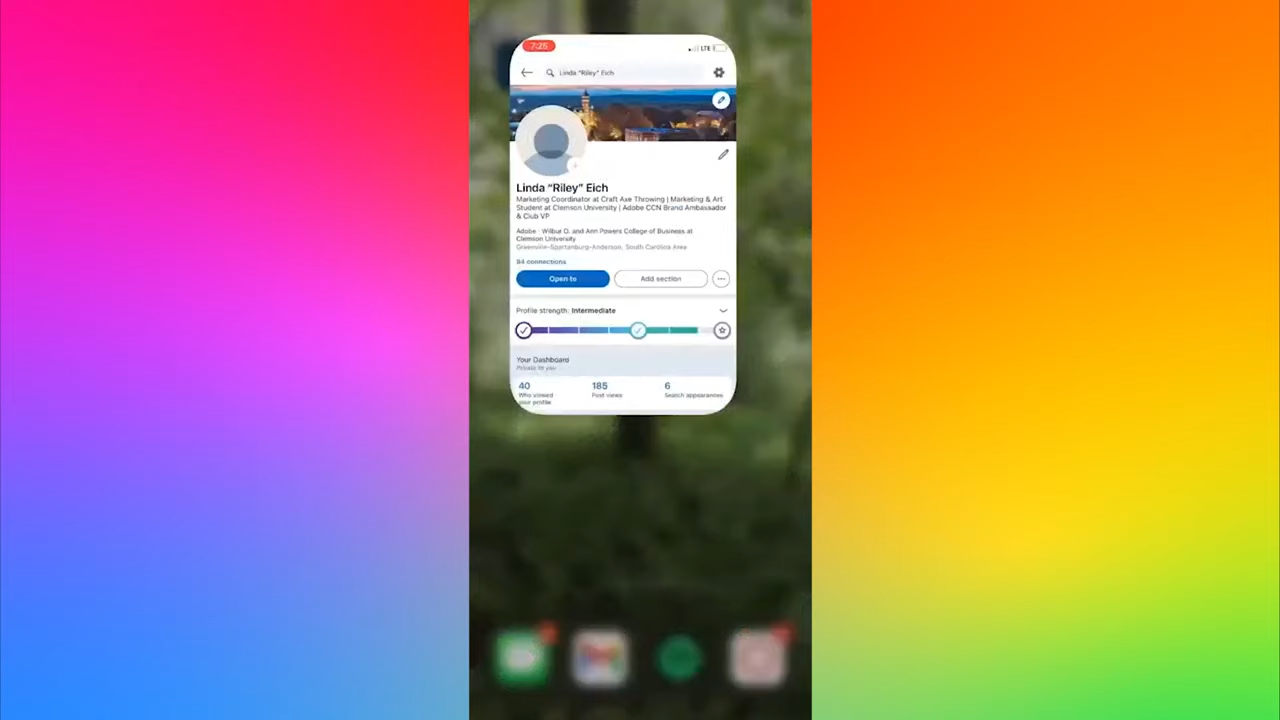 7:25
LTE
Linda "Riley" Eich
Linda "Riley" Eich
Marketing Coordinator at Craft Axe Throwing | Marketing & Art
Student at Clemson University | Adobe CCN Brand Ambassador
& Club VP
Adobe · Wilbur O. and Ann Powers College of Business at
Clemson University
Greenville-Spartanburg-Anderson, South Carolina Area
84 connections
Open to
Add section
Profile strength: Intermediate
Your Dashboard
Private to you
40
185
6
Who viewed
your profile
Post views
Search appearances